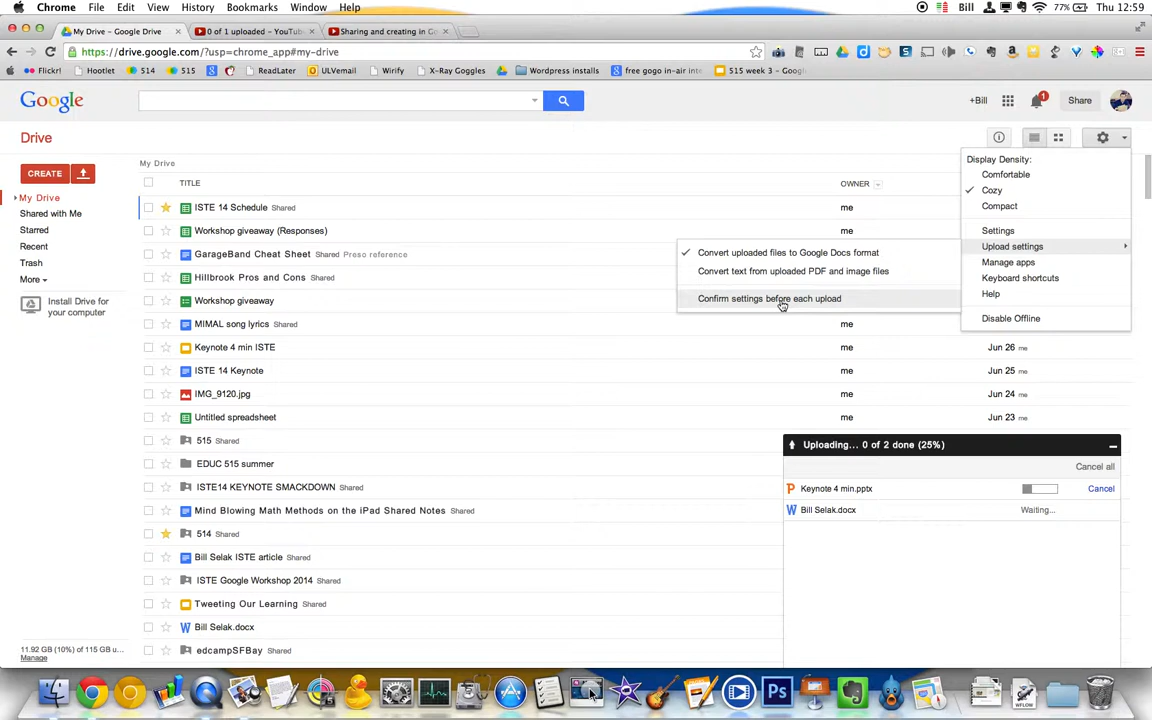 Chrome File Edit View History Bookmarks Window Help Bill 77% Thu 12:59
My Drive – Google Drive 0 of 1 uploaded – YouTube Sharing and creating in Go
https://drive.google.com/?usp=chrome_app#my-drive
Flickr! Hootlet 514 515 ReadLater ULVemail Wirify X-Ray Goggles Wordpress installs free gogo in-air inte 515 week 3 – Goog
Google +Bill 1 Share
Drive
My Drive
CREATE
TITLE OWNER
My Drive
Shared with Me
Starred
Recent
Trash
More
Install Drive for
your computer
ISTE 14 Schedule Shared me
Workshop giveaway (Responses) me
GarageBand Cheat Sheet Shared Preso reference
Hillbrook Pros and Cons Shared
Workshop giveaway
MIMAL song lyrics Shared me
Keynote 4 min ISTE me Jun 26 me
ISTE 14 Keynote me Jun 25 me
IMG_9120.jpg me Jun 24 me
Untitled spreadsheet me Jun 23 me
515 Shared
EDUC 515 summer
ISTE14 KEYNOTE SMACKDOWN Shared
Mind Blowing Math Methods on the iPad Shared Notes Shared
514 Shared
Bill Selak ISTE article Shared
ISTE Google Workshop 2014 Shared
Tweeting Our Learning Shared
Bill Selak.docx
edcampSFBay Shared
Display Density:
Comfortable
Cozy
Compact
Settings
Upload settings
Manage apps
Keyboard shortcuts
Help
Disable Offline
Convert uploaded files to Google Docs format
Convert text from uploaded PDF and image files
Confirm settings before each upload
Uploading... 0 of 2 done (25%)
Cancel all
Keynote 4 min.pptx Cancel
Bill Selak.docx Waiting...
11.92 GB (10%) of 115 GB u...
Manage